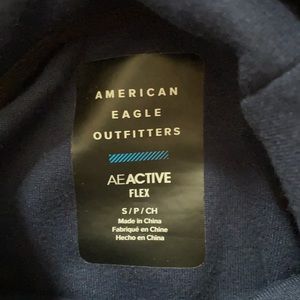 AMERICAN
EAGLE
OUTFITTERS
AEACTIVE
FLEX
S/P/CH
Made in China
Fabriqué en Chine
Hecho en China